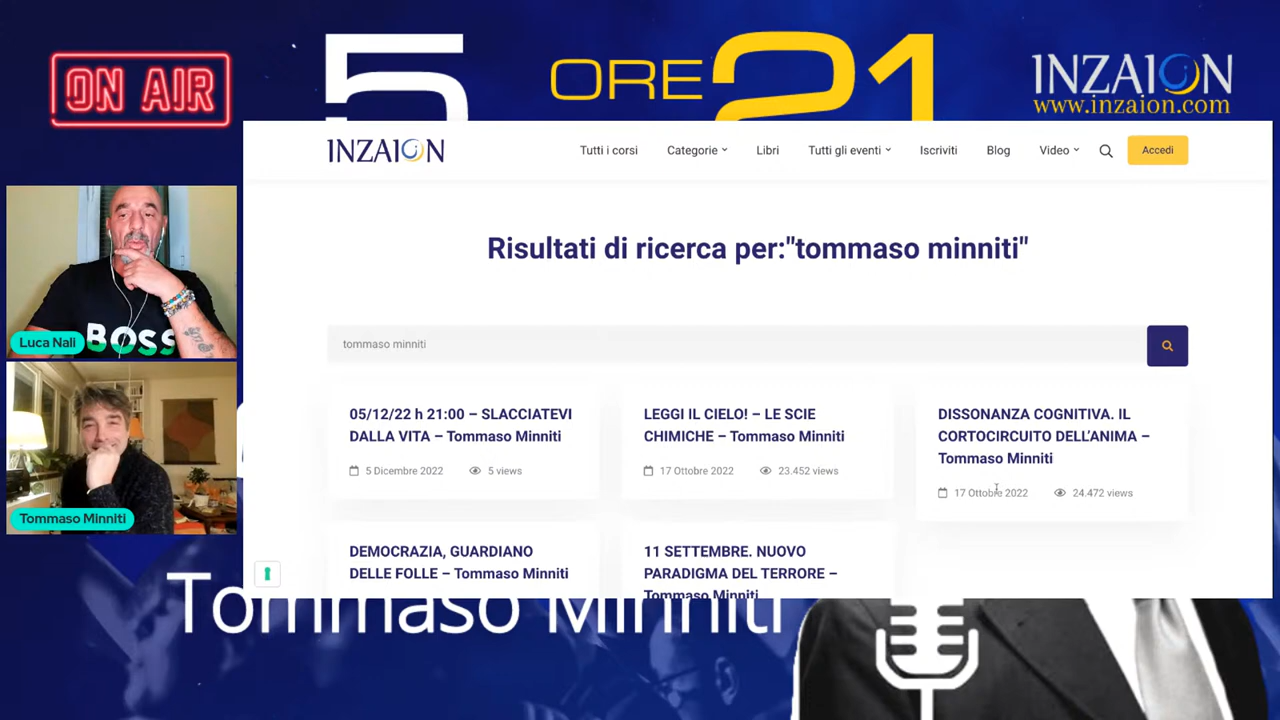 ON AIR
5
ORE 21
INZAION
www.inzaion.com
INZAION
Tutti i corsi
Categorie
Libri
Tutti gli eventi
Iscriviti
Blog
Video
Accedi
Risultati di ricerca per:"tommaso minniti"
tommaso minniti
05/12/22 h 21:00 – SLACCIATEVI
DALLA VITA – Tommaso Minniti
5 Dicembre 2022
5 views
LEGGI IL CIELO! – LE SCIE
CHIMICHE – Tommaso Minniti
17 Ottobre 2022
23.452 views
DISSONANZA COGNITIVA. IL
CORTOCIRCUITO DELL'ANIMA –
Tommaso Minniti
17 Ottobre 2022
24.472 views
DEMOCRAZIA, GUARDIANO
DELLE FOLLE – Tommaso Minniti
11 SETTEMBRE. NUOVO
PARADIGMA DEL TERRORE –
Tommaso Minniti
BOSS
Luca Nali
Tommaso Minniti
Tommaso Minniti